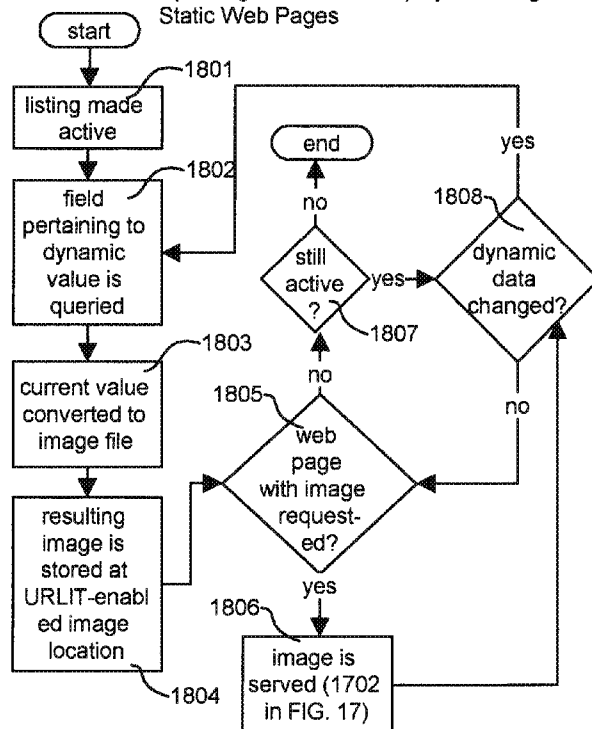 Static Web Pages
start
1801
listing made
active
1802
field
pertaining to
dynamic
value is
queried
1803
current value
converted to
image file
resulting
image is
stored at
URLIT-enabl
ed image
location
1804
1805
web
page
with image
request-
ed?
no
yes
1806
image is
served (1702
in FIG. 17)
still
active
?
1807
no
end
yes
1808
dynamic
data
changed?
yes
no